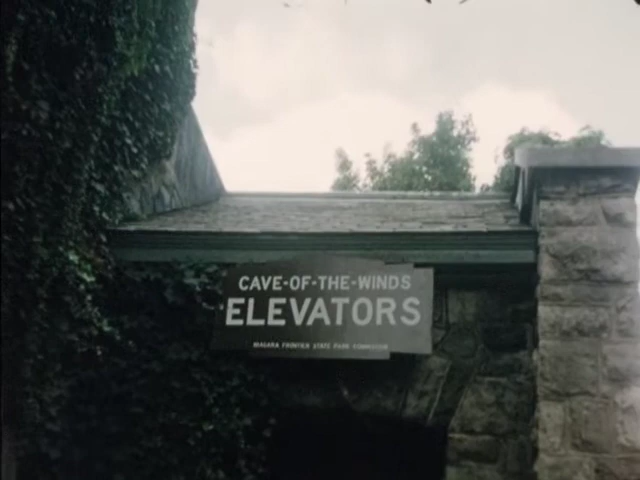 CAVE-OF-THE-WINDS
ELEVATORS
NIAGARA FRONTIER STATE PARK COMMISSION